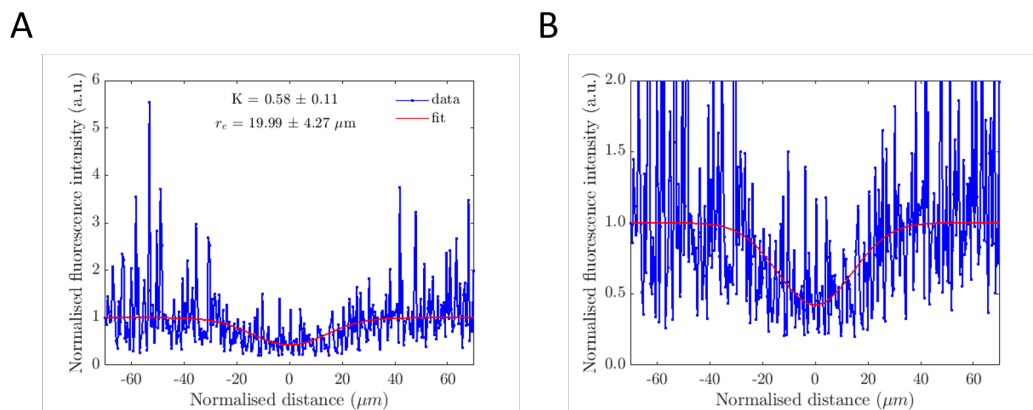 A
B
Normalised fluorescence intensity (a.u.)
6
5
4
3
2
1
0
K = 0.58 ± 0.11
rₑ = 19.99 ± 4.27 μm
data
fit
-60 -40 -20 0 20 40 60
Normalised distance (μm)
Normalised fluorescence intensity (a.u.)
2.0
1.5
1.0
0.5
0.0
-60 -40 -20 0 20 40 60
Normalised distance (μm)